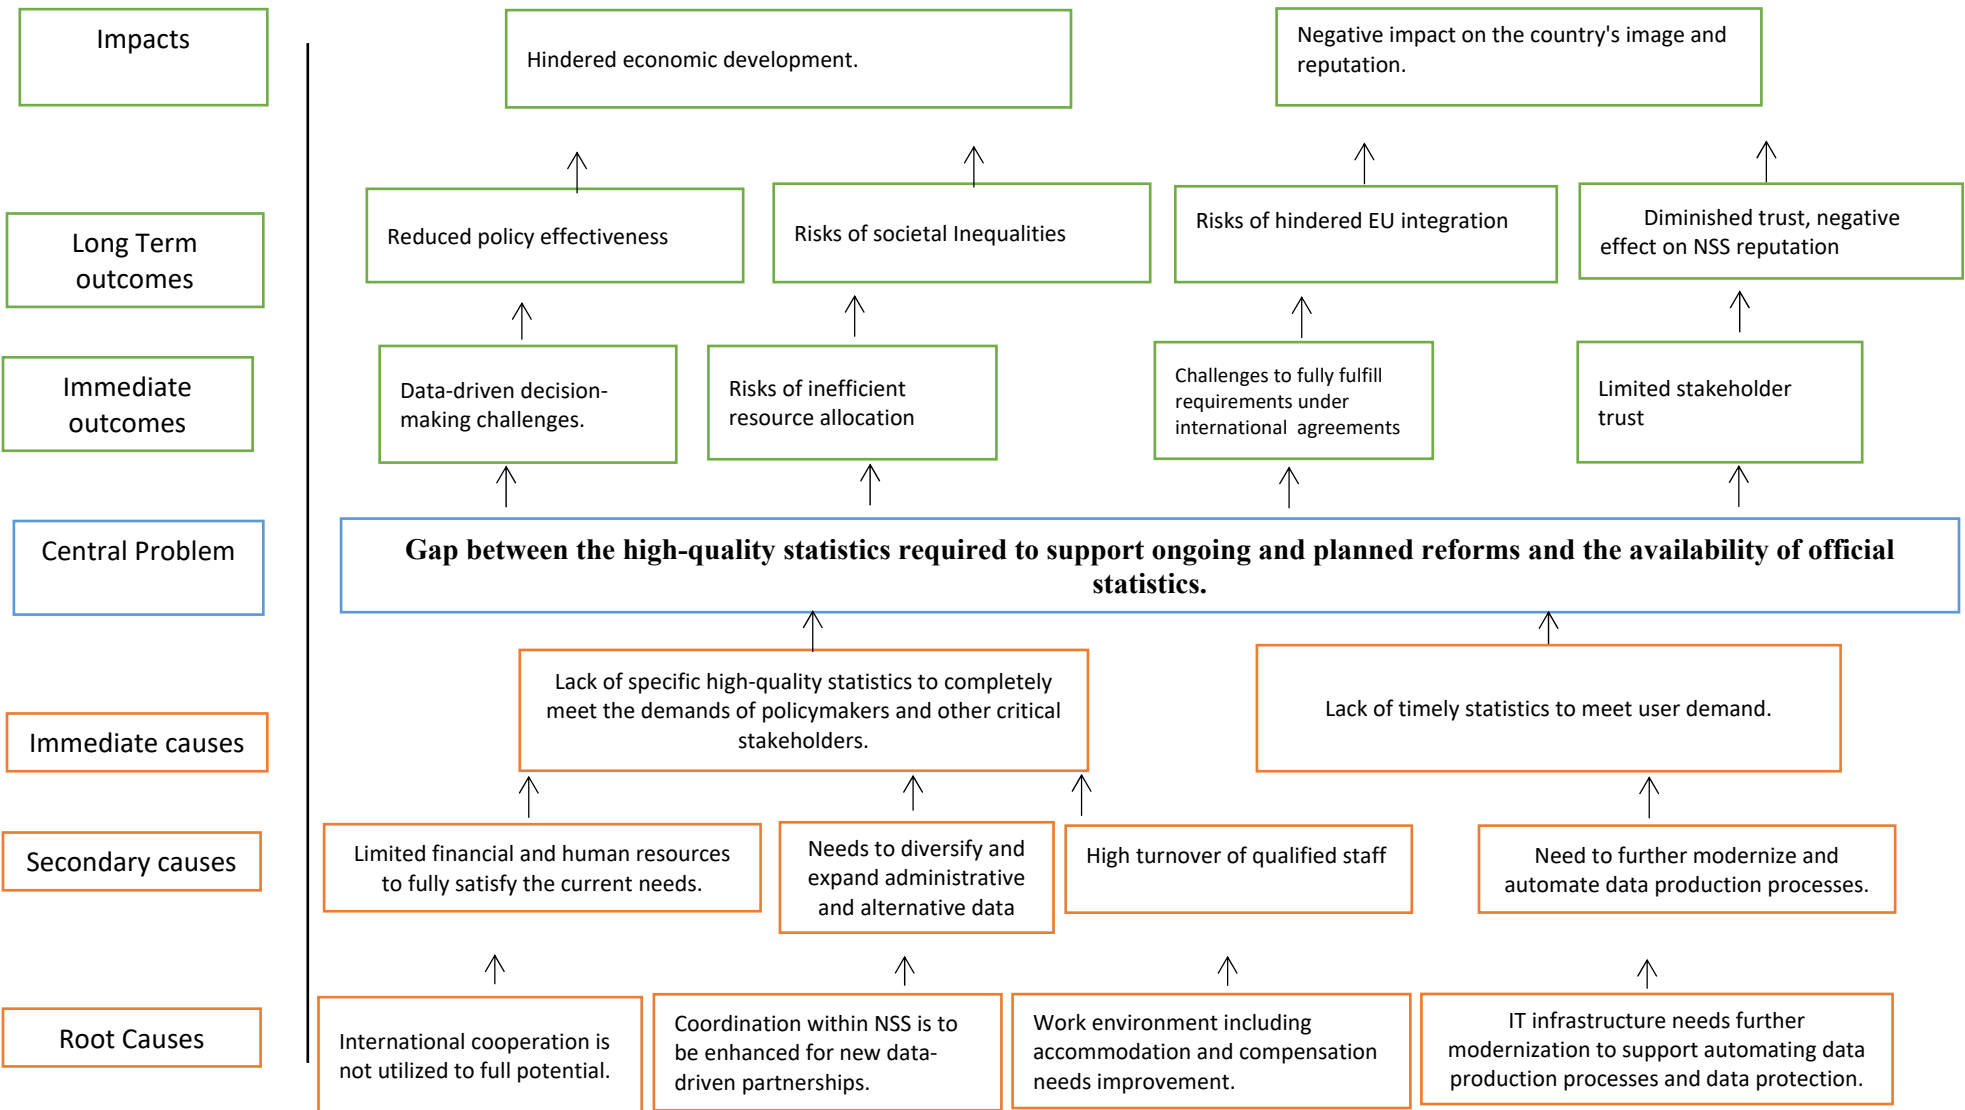 Impacts
Hindered economic development.
Negative impact on the country's image and
reputation.
Long Term
outcomes
Reduced policy effectiveness
Risks of societal Inequalities
Risks of hindered EU integration
Diminished trust, negative
effect on NSS reputation
Immediate
outcomes
Data-driven decision-
making challenges.
Risks of inefficient
resource allocation
Challenges to fully fulfill
requirements under
international  agreements
Limited stakeholder
trust
Central Problem
Gap between the high-quality statistics required to support ongoing and planned reforms and the availability of official
statistics.
Immediate causes
Lack of specific high-quality statistics to completely
meet the demands of policymakers and other critical
stakeholders.
Lack of timely statistics to meet user demand.
Secondary causes
Limited financial and human resources
to fully satisfy the current needs.
Needs to diversify and
expand administrative
and alternative data
High turnover of qualified staff
Need to further modernize and
automate data production processes.
Root Causes
International cooperation is
not utilized to full potential.
Coordination within NSS is to
be enhanced for new data-
driven partnerships.
Work environment including
accommodation and compensation
needs improvement.
IT infrastructure needs further
modernization to support automating data
production processes and data protection.